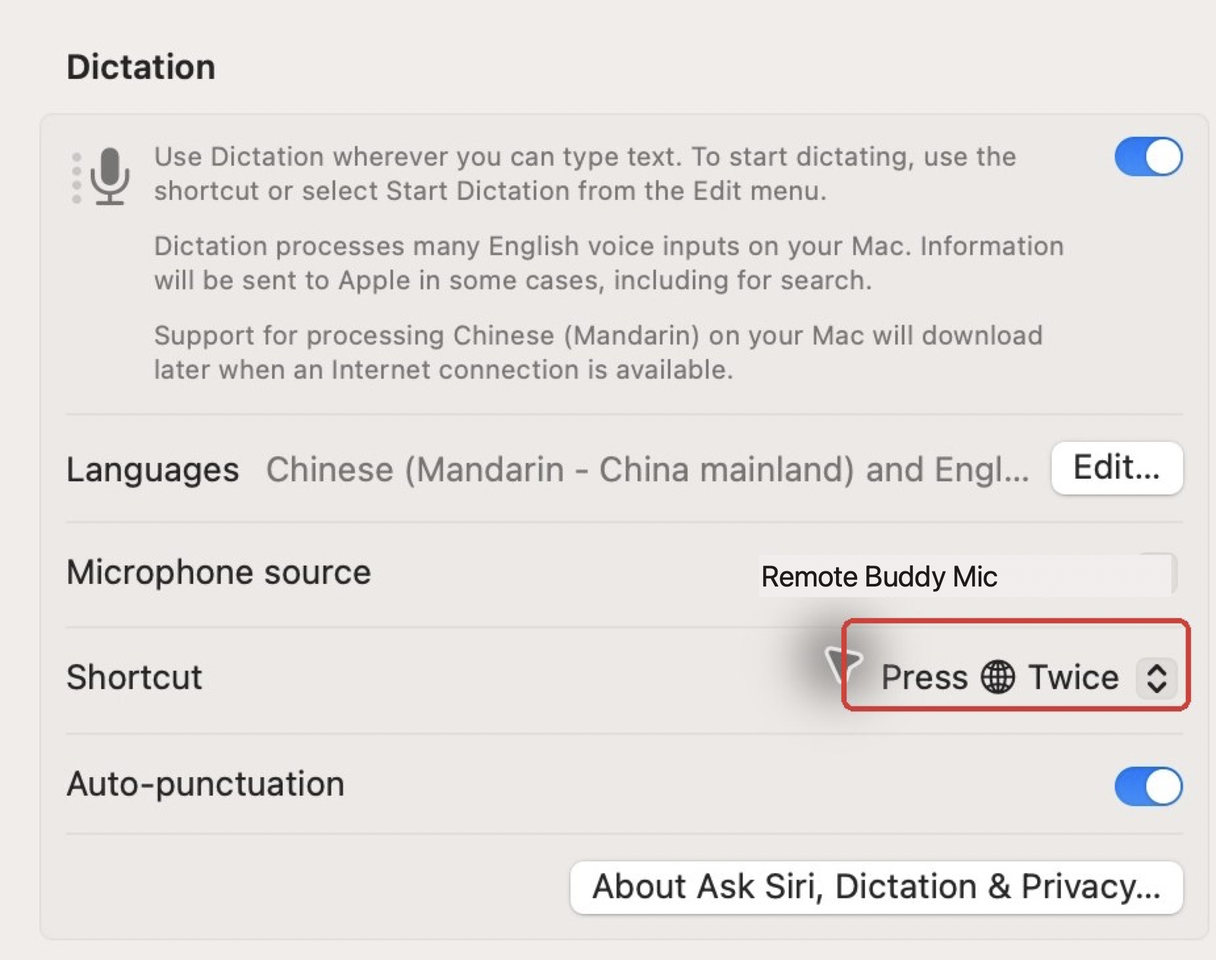 Dictation
Use Dictation wherever you can type text. To start dictating, use the
shortcut or select Start Dictation from the Edit menu.
Dictation processes many English voice inputs on your Mac. Information
will be sent to Apple in some cases, including for search.
Support for processing Chinese (Mandarin) on your Mac will download
later when an Internet connection is available.
Languages Chinese (Mandarin - China mainland) and Engl... Edit...
Microphone source Remote Buddy Mic
Shortcut Press Twice
Auto-punctuation
About Ask Siri, Dictation & Privacy...